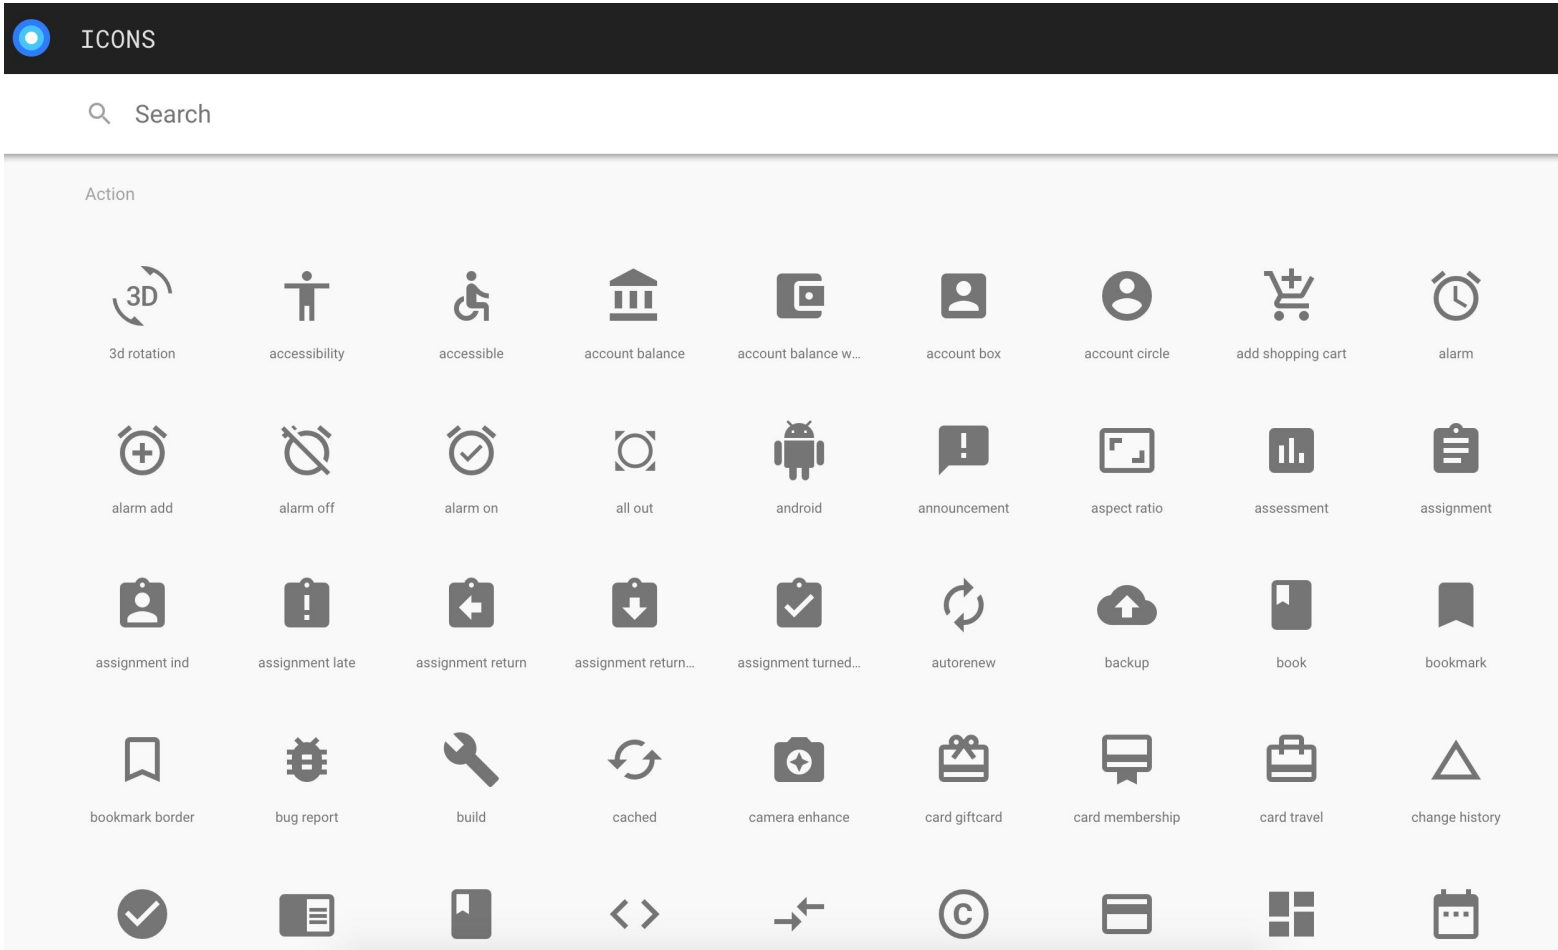 ICONS
Search
Action
3D
3d rotation accessibility accessible account balance account balance w... account box account circle add shopping cart alarm
alarm add alarm off alarm on all out android announcement aspect ratio assessment assignment
assignment ind assignment late assignment return assignment return... assignment turned... autorenew backup book bookmark
bookmark border bug report build cached camera enhance card giftcard card membership card travel change history
C